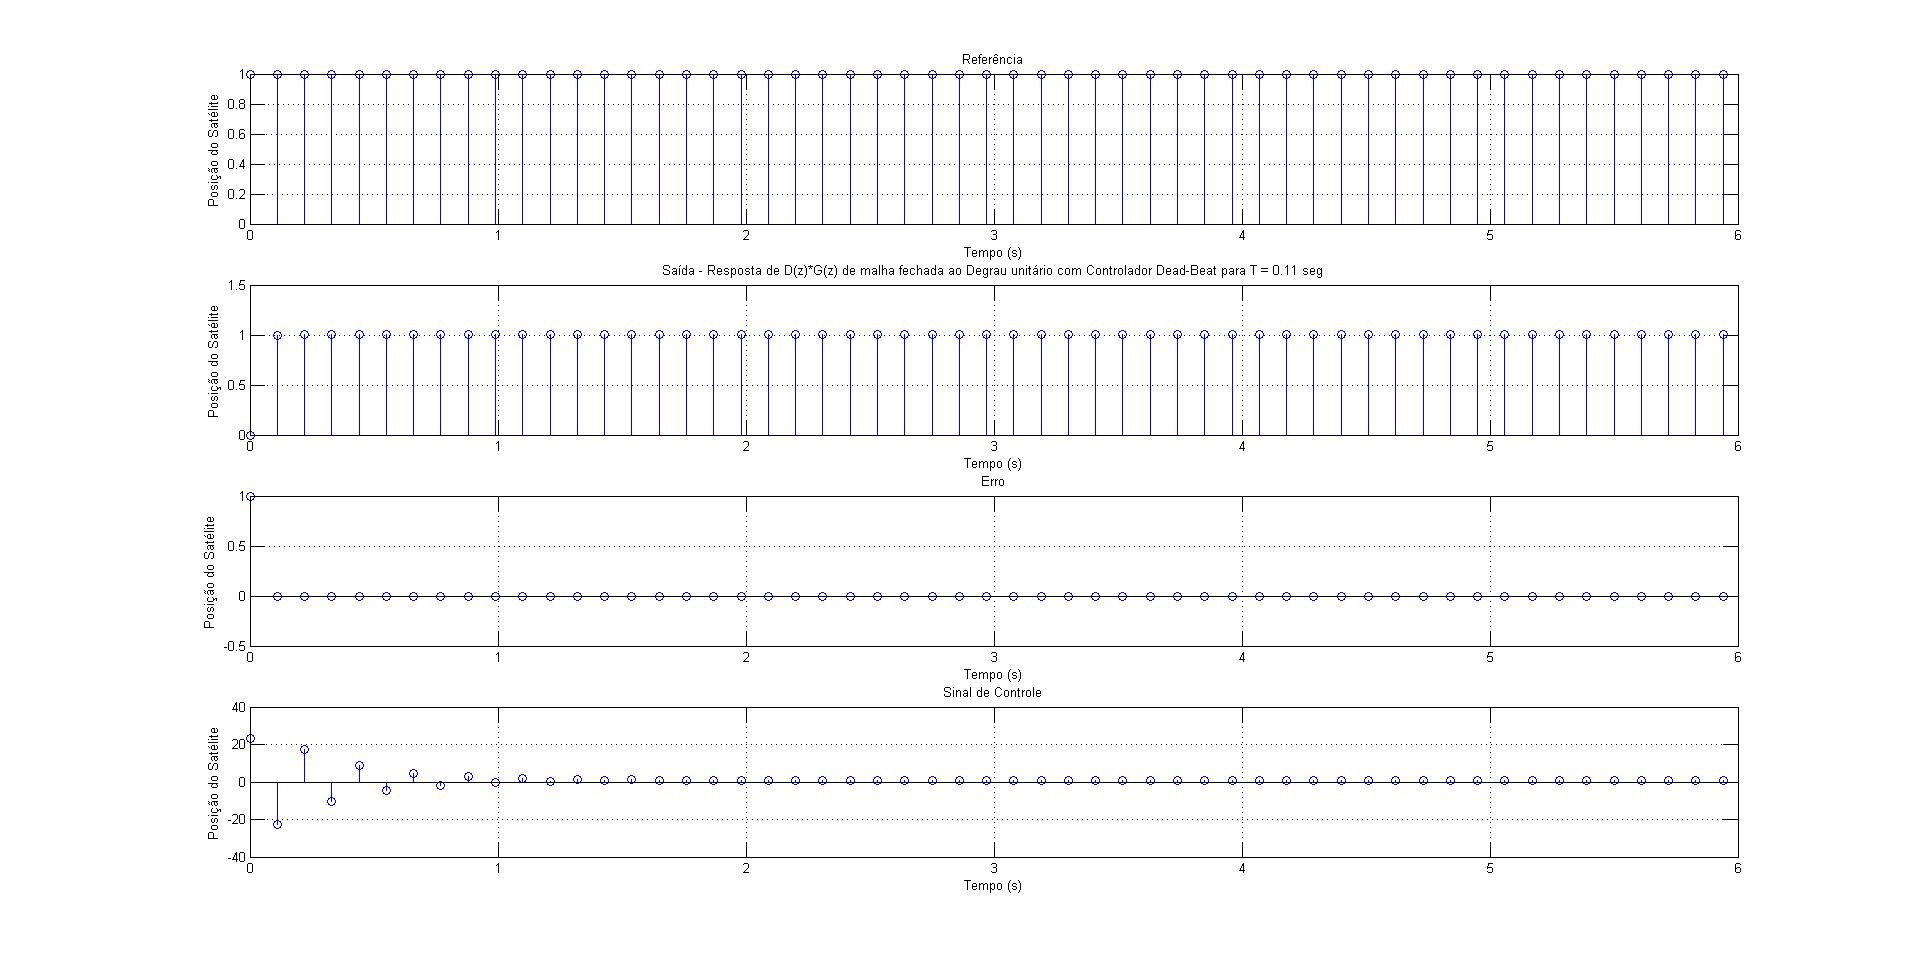 Referência
Posição do Satélite
1
0.8
0.6
0.4
0.2
0
0 1 2 3 4 5 6
Tempo (s)
Saída - Resposta de D(z)*G(z) de malha fechada ao Degrau unitário com Controlador Dead-Beat para T = 0.11 seg
Posição do Satélite
1.5
1
0.5
0
0 1 2 3 4 5 6
Tempo (s)
Erro
Posição do Satélite
1
0.5
0
-0.5
0 1 2 3 4 5 6
Tempo (s)
Sinal de Controle
Posição do Satélite
40
20
0
-20
-40
0 1 2 3 4 5 6
Tempo (s)